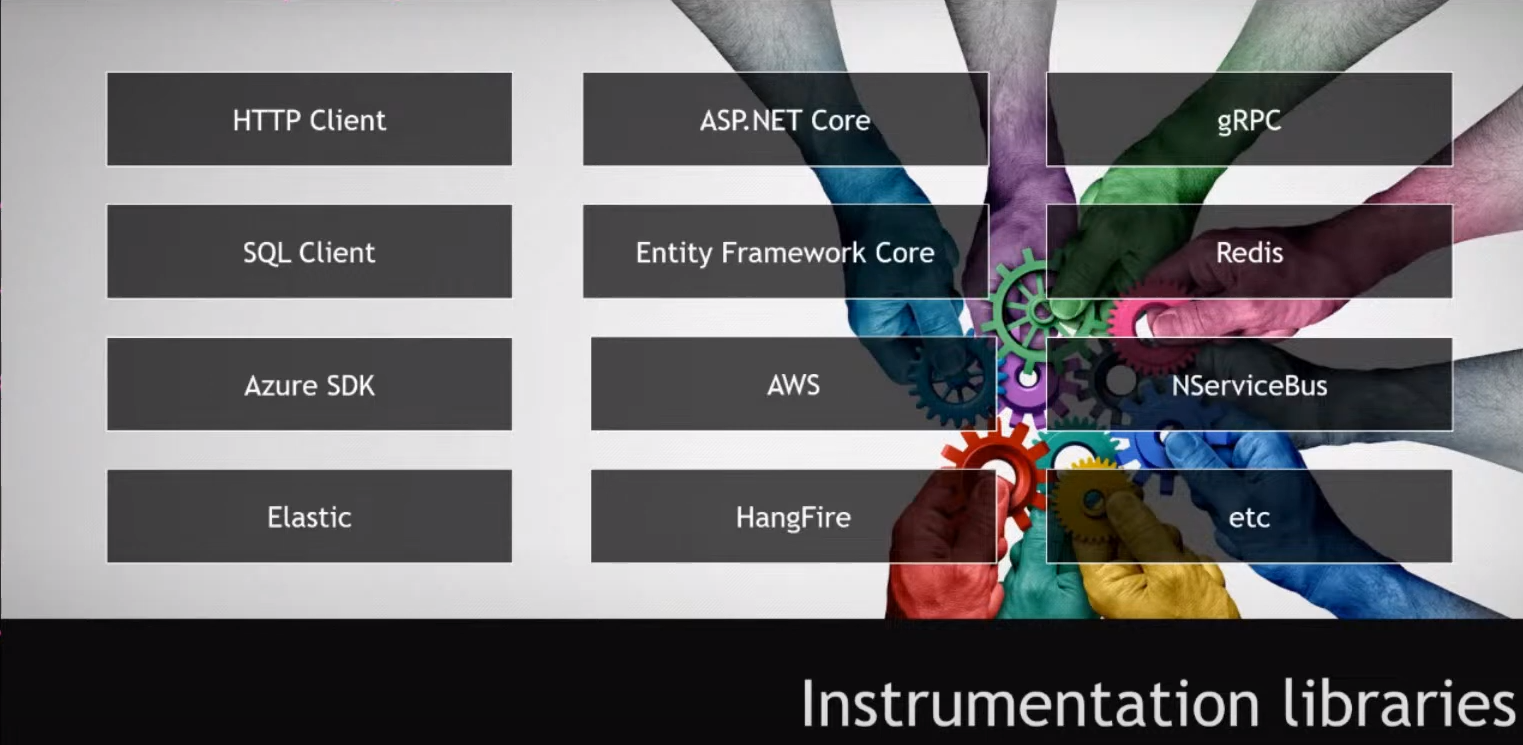 HTTP Client
ASP.NET Core
gRPC
SQL Client
Entity Framework Core
Redis
Azure SDK
AWS
NServiceBus
Elastic
HangFire
etc
Instrumentation libraries